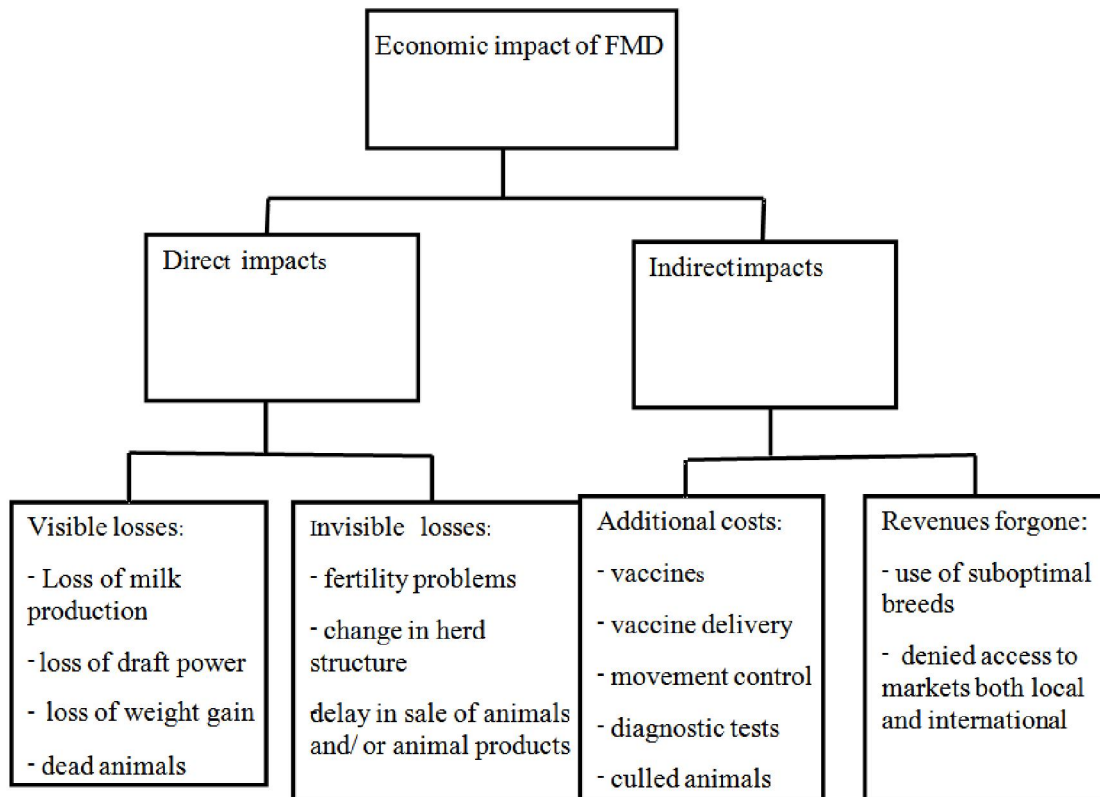 Economic impact of FMD
Direct impacts
Indirectimpacts
Visible losses:
- Loss of milk
production
-loss of draft power
- loss of weight gain
- dead animals
Invisible losses:
- fertility problems
- change in herd
structure
-delay in sale of animals
and/ or animal products
Additional costs:
- vaccines
- vaccine delivery
- movement control
- diagnostic tests
- culled animals
Revenues forgone:
- use of suboptimal
breeds
- denied access to
markets both local
and international